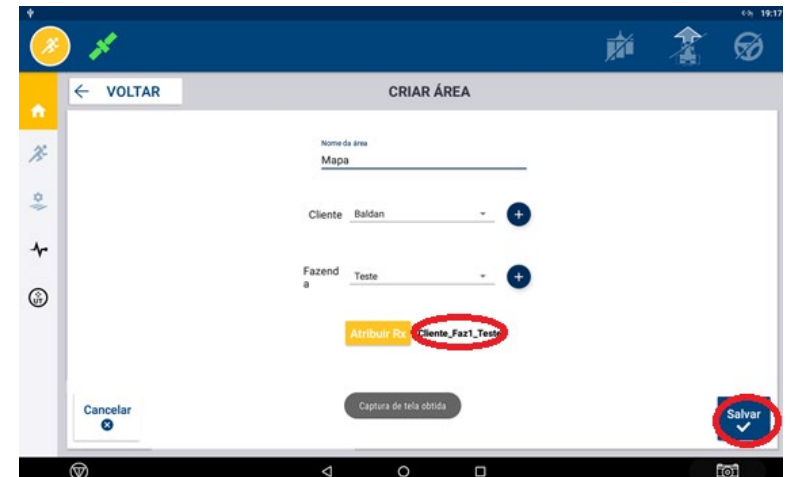 19:17
VOLTAR
CRIAR ÁREA
Nome da área
Mapa
Cliente Baldan
Fazend
a
Teste
Atribuir Rx Cliente_Faz1_Teste
Captura de tela obtida
Cancelar
Salvar
UT